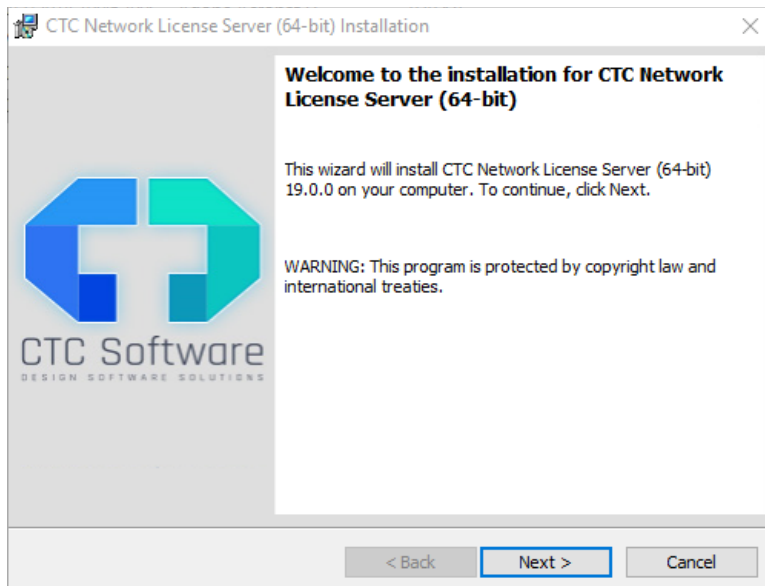 CTC Network License Server (64-bit) Installation
Welcome to the installation for CTC Network
License Server (64-bit)
This wizard will install CTC Network License Server (64-bit)
19.0.0 on your computer. To continue, click Next.
WARNING: This program is protected by copyright law and
international treaties.
CTC Software
DESIGN SOFTWARE SOLUTIONS
< Back
Next >
Cancel